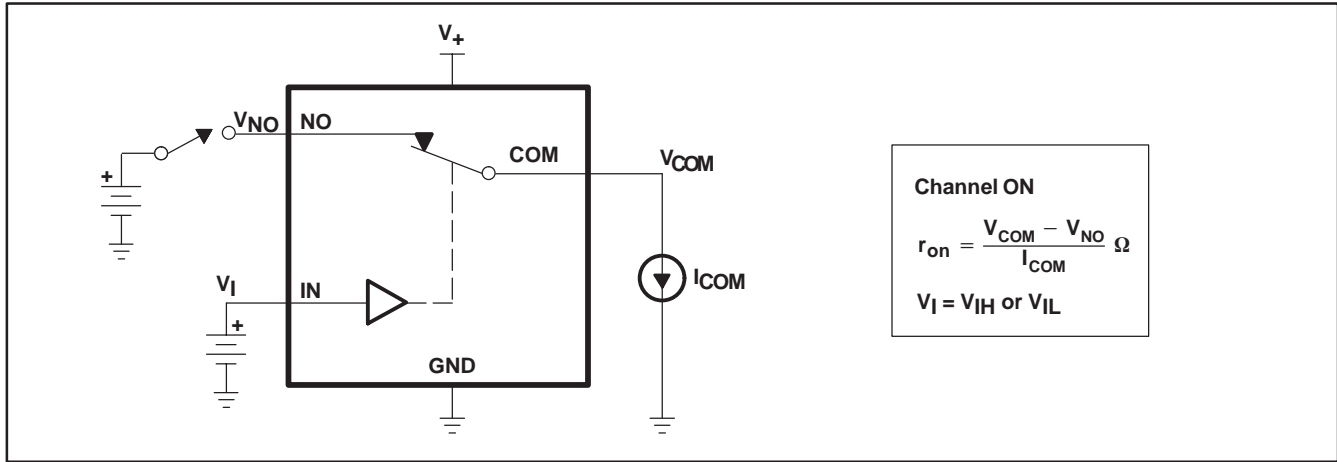 V+
VNO NO
COM
VCOM
+
Channel ON
ron = VCOM − VNO / ICOM Ω
ICOM
VI IN
VI = VIH or VIL
+
GND